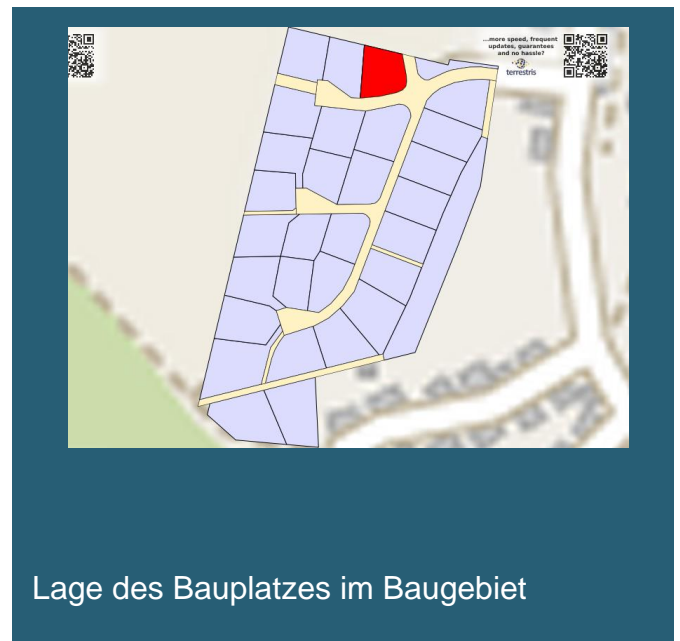 ...more speed, frequent
updates, guarantees
and no hassle?
terrestris
Lage des Bauplatzes im Baugebiet